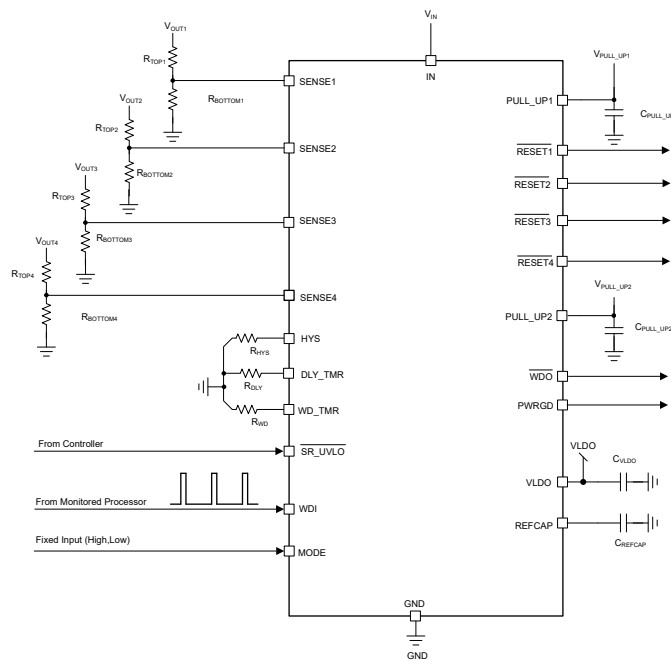 VIN
IN
VOUT1
RTOP1
RBOTTOM1
SENSE1
VOUT2
RTOP2
RBOTTOM2
SENSE2
VOUT3
RTOP3
RBOTTOM3
SENSE3
VOUT4
RTOP4
RBOTTOM4
SENSE4
RHYS
HYS
RDLY
DLY_TMR
RWD
WD_TMR
From Controller
SR_UVLO
From Monitored Processor
WDI
Fixed Input (High,Low)
MODE
VPULL_UP1
PULL_UP1
CPULL_UP
RESET1
RESET2
RESET3
RESET4
VPULL_UP2
PULL_UP2
CPULL_UP2
WDO
PWRGD
VLDO
CVLDO
VLDO
REFCAP
CREFCAP
GND
GND